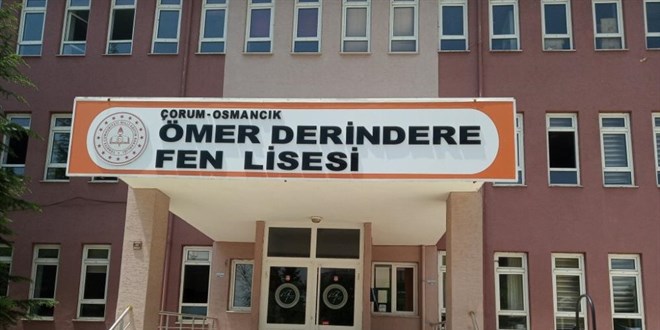 ÇORUM-OSMANCIK
ÖMER DERİNDERE
FEN LİSESİ